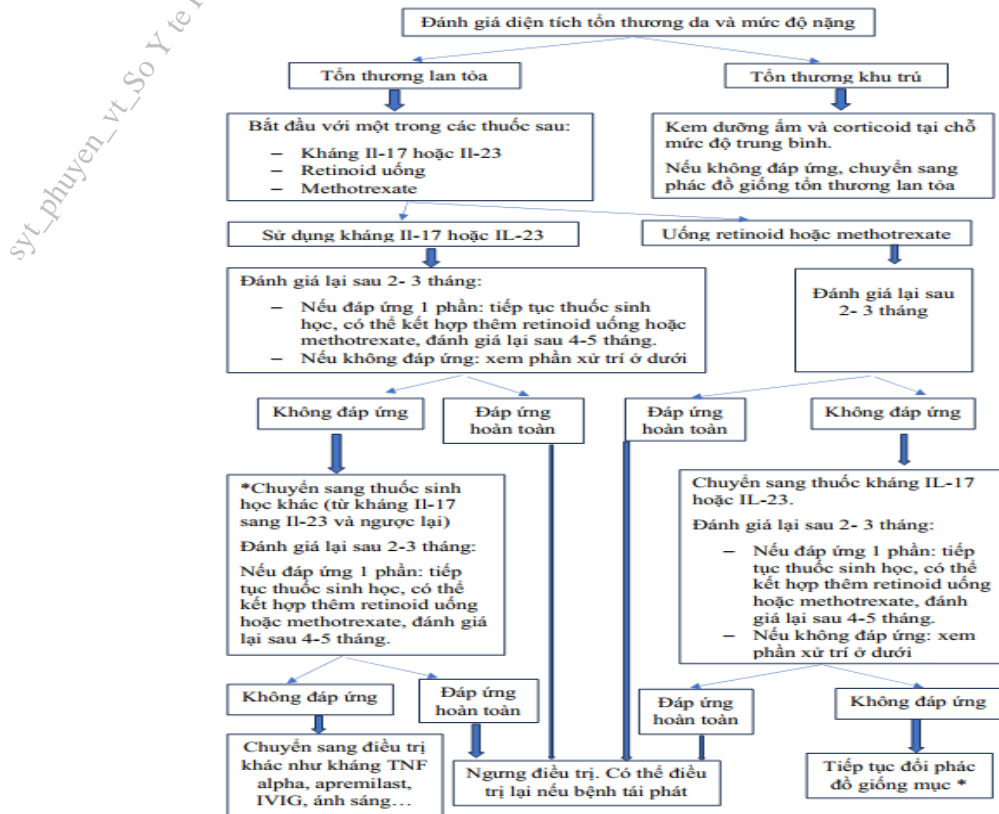 syt_phuyen_vt_So Y te
Đánh giá diện tích tổn thương da và mức độ nặng
Tổn thương lan tỏa
Tổn thương khu trú
Bắt đầu với một trong các thuốc sau:
– Kháng Il-17 hoặc Il-23
– Retinoid uống
– Methotrexate
Kem dưỡng ẩm và corticoid tại chỗ
mức độ trung bình.
Nếu không đáp ứng, chuyển sang
phác đồ giống tổn thương lan tỏa
Sử dụng kháng Il-17 hoặc IL-23
Uống retinoid hoặc methotrexate
Đánh giá lại sau 2- 3 tháng:
– Nếu đáp ứng 1 phần: tiếp tục thuốc sinh
học, có thể kết hợp thêm retinoid uống hoặc
methotrexate, đánh giá lại sau 4-5 tháng.
– Nếu không đáp ứng: xem phần xử trí ở dưới
Đánh giá lại sau
2- 3 tháng
Không đáp ứng
Đáp ứng
hoàn toàn
Đáp ứng
hoàn toàn
Không đáp ứng
*Chuyển sang thuốc sinh
học khác (từ kháng Il-17
sang Il-23 và ngược lại)
Đánh giá lại sau 2-3 tháng:
Nếu đáp ứng 1 phần: tiếp
tục thuốc sinh học, có thể
kết hợp thêm retinoid uống
hoặc methotrexate, đánh giá
lại sau 4-5 tháng.
Chuyển sang thuốc kháng IL-17
hoặc IL-23.
Đánh giá lại sau 2- 3 tháng:
– Nếu đáp ứng 1 phần: tiếp
tục thuốc sinh học, có thể
kết hợp thêm retinoid uống
hoặc methotrexate, đánh
giá lại sau 4-5 tháng.
– Nếu không đáp ứng: xem
phần xử trí ở dưới
Không đáp ứng
Đáp ứng
hoàn toàn
Đáp ứng
hoàn toàn
Không đáp ứng
Chuyển sang điều trị
khác như kháng TNF
alpha, apremilast,
IVIG, ánh sáng…
Ngưng điều trị. Có thể điều
trị lại nếu bệnh tái phát
Tiếp tục đổi phác
đồ giống mục *